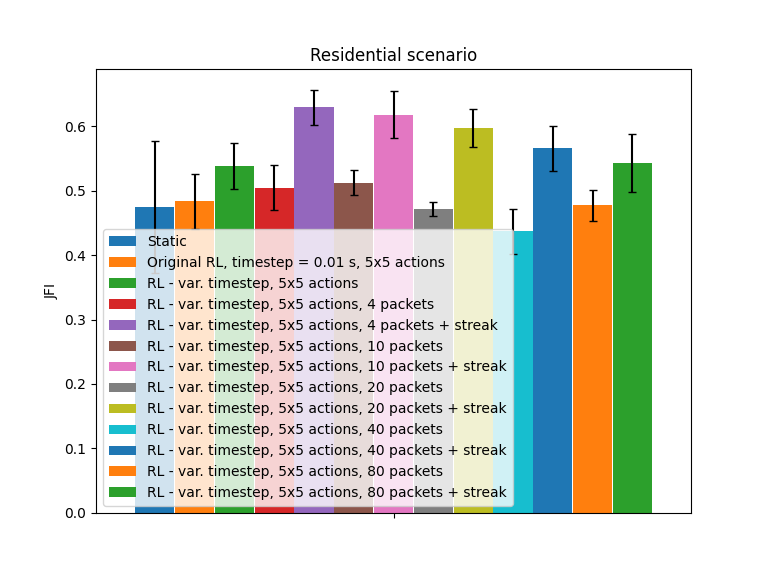 Residential scenario
JFI
0.6
0.5
0.4
0.3
0.2
0.1
0.0
Static
Original RL, timestep = 0.01 s, 5x5 actions
RL - var. timestep, 5x5 actions
RL - var. timestep, 5x5 actions, 4 packets
RL - var. timestep, 5x5 actions, 4 packets + streak
RL - var. timestep, 5x5 actions, 10 packets
RL - var. timestep, 5x5 actions, 10 packets + streak
RL - var. timestep, 5x5 actions, 20 packets
RL - var. timestep, 5x5 actions, 20 packets + streak
RL - var. timestep, 5x5 actions, 40 packets
RL - var. timestep, 5x5 actions, 40 packets + streak
RL - var. timestep, 5x5 actions, 80 packets
RL - var. timestep, 5x5 actions, 80 packets + streak